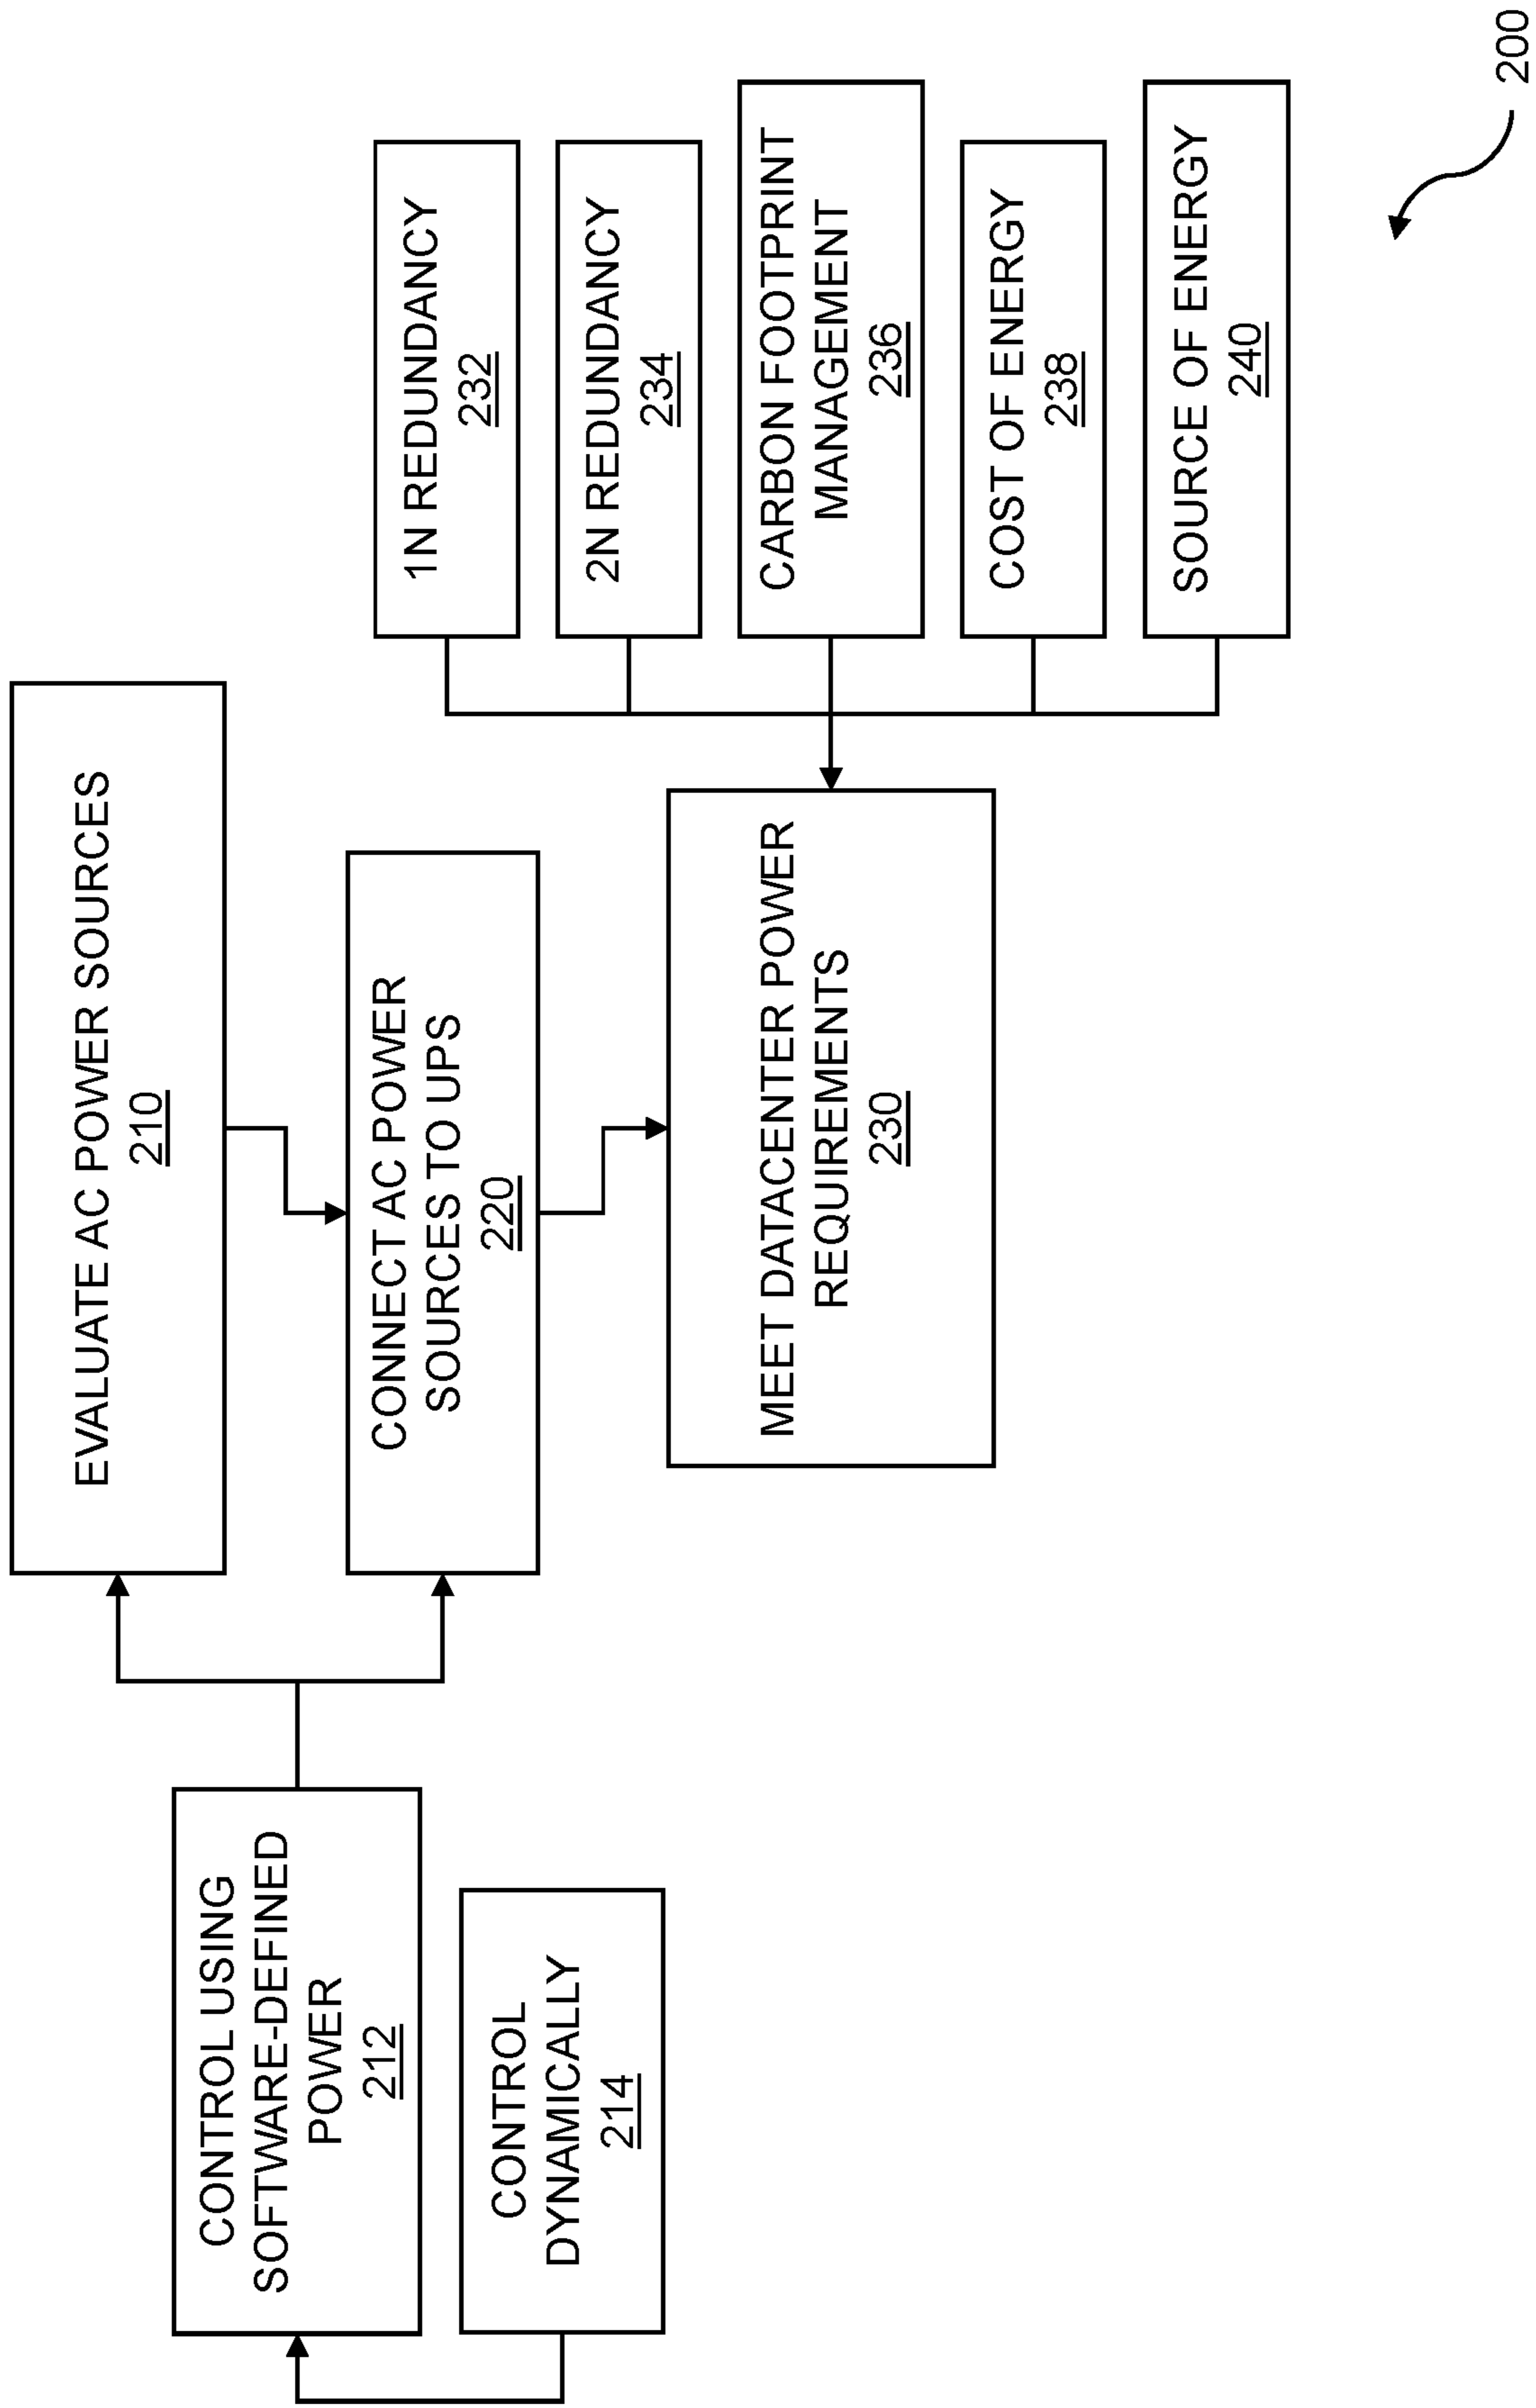 EVALUATE AC POWER SOURCES
210
CONTROL USING
SOFTWARE-DEFINED
POWER
212
CONTROL
DYNAMICALLY
214
CONNECT AC POWER
SOURCES TO UPS
220
MEET DATACENTER POWER
REQUIREMENTS
230
1N REDUNDANCY
232
2N REDUNDANCY
234
CARBON FOOTPRINT
MANAGEMENT
236
COST OF ENERGY
238
SOURCE OF ENERGY
240
200